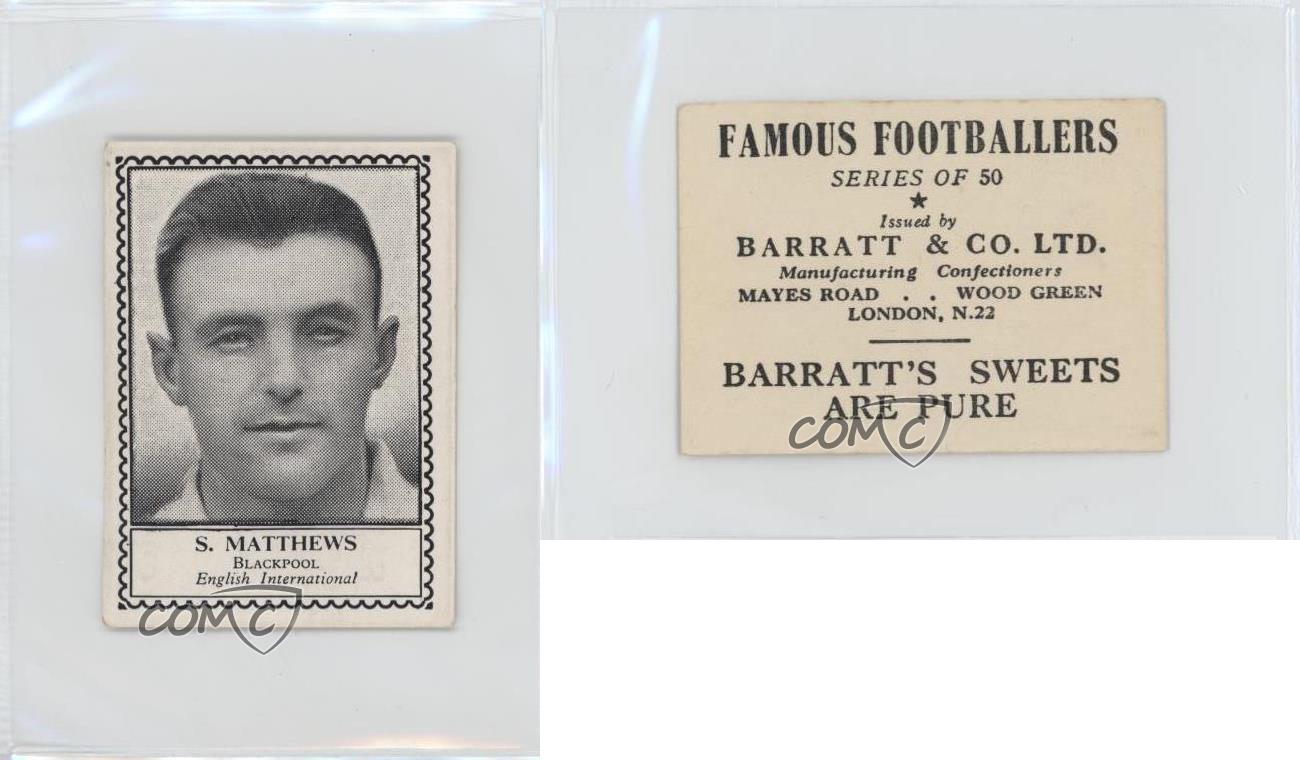 S. MATTHEWS
BLACKPOOL
English International
COMC
FAMOUS FOOTBALLERS
SERIES OF 50
Issued by
BARRATT & CO. LTD.
Manufacturing Confectioners
MAYES ROAD . . WOOD GREEN
LONDON, N.22
BARRATT'S SWEETS
ARE PURE
COMC